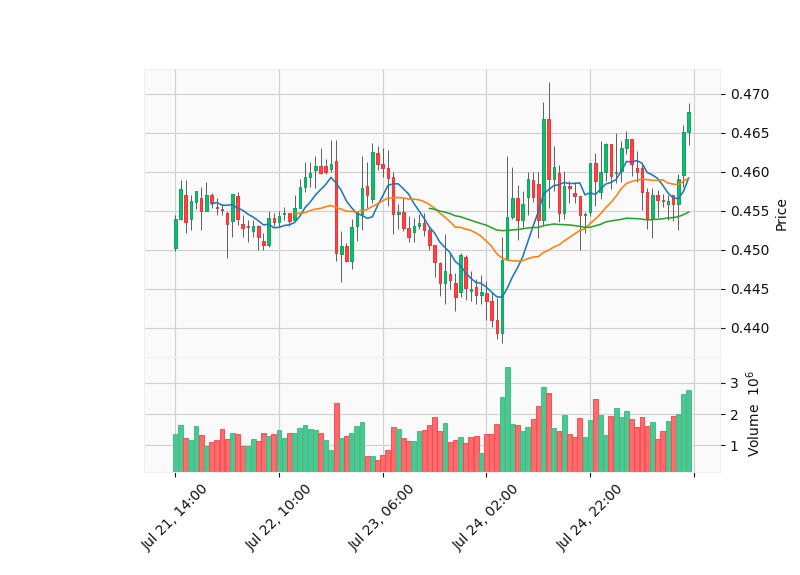 0.470
0.465
0.460
0.455
0.450
0.445
0.440
Price
3
2
1
Volume 10^6
Jul 21, 14:00
Jul 22, 10:00
Jul 23, 06:00
Jul 24, 02:00
Jul 24, 22:00